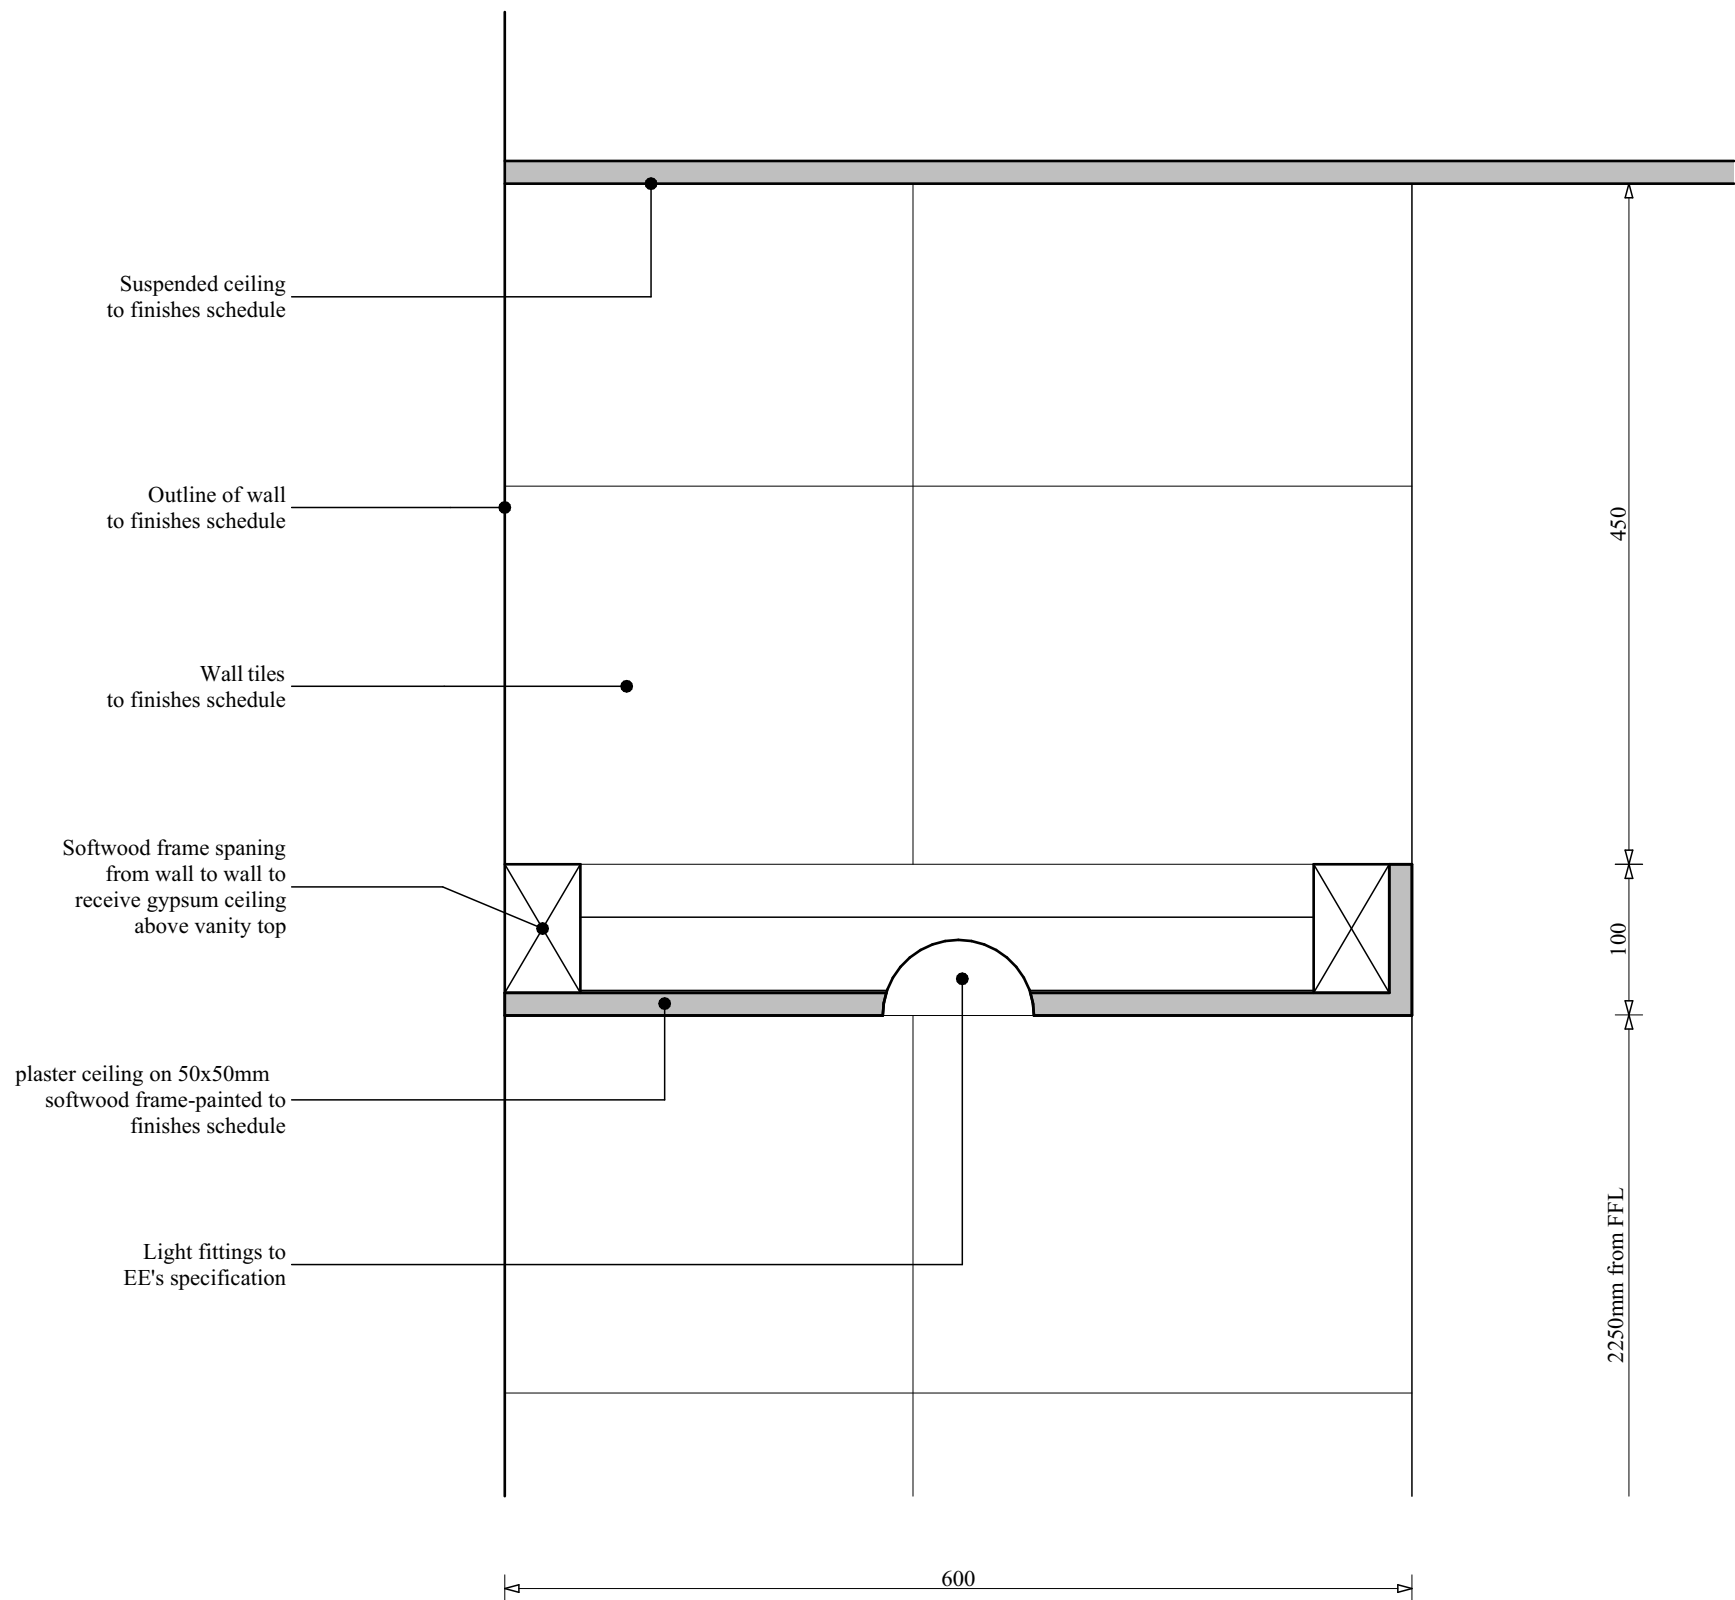 Suspended ceiling
to finishes schedule
Outline of wall
to finishes schedule
450
Wall tiles
to finishes schedule
Softwood frame spaning
from wall to wall to
receive gypsum ceiling
above vanity top
100
plaster ceiling on 50x50mm
softwood frame-painted to
finishes schedule
Light fittings to
EE's specification
2250mm from FFL
600